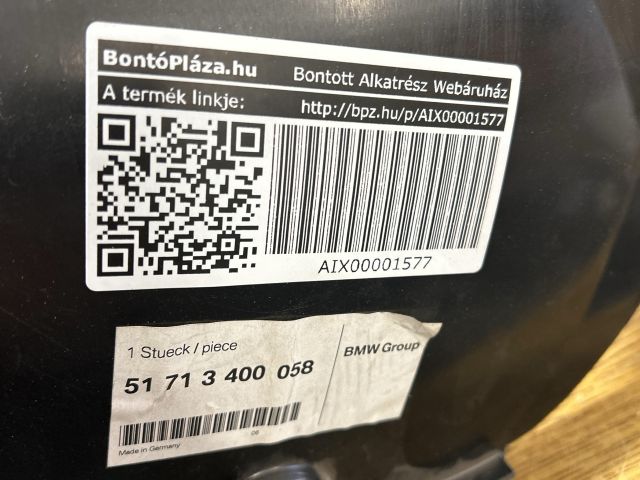 BontóPláza.hu Bontott Alkatrész Webáruház
A termék linkje: http://bpz.hu/p/AIX00001577
AIX00001577
1 Stueck / piece
BMW Group
51 71 3 400 058
06
Made in Germany